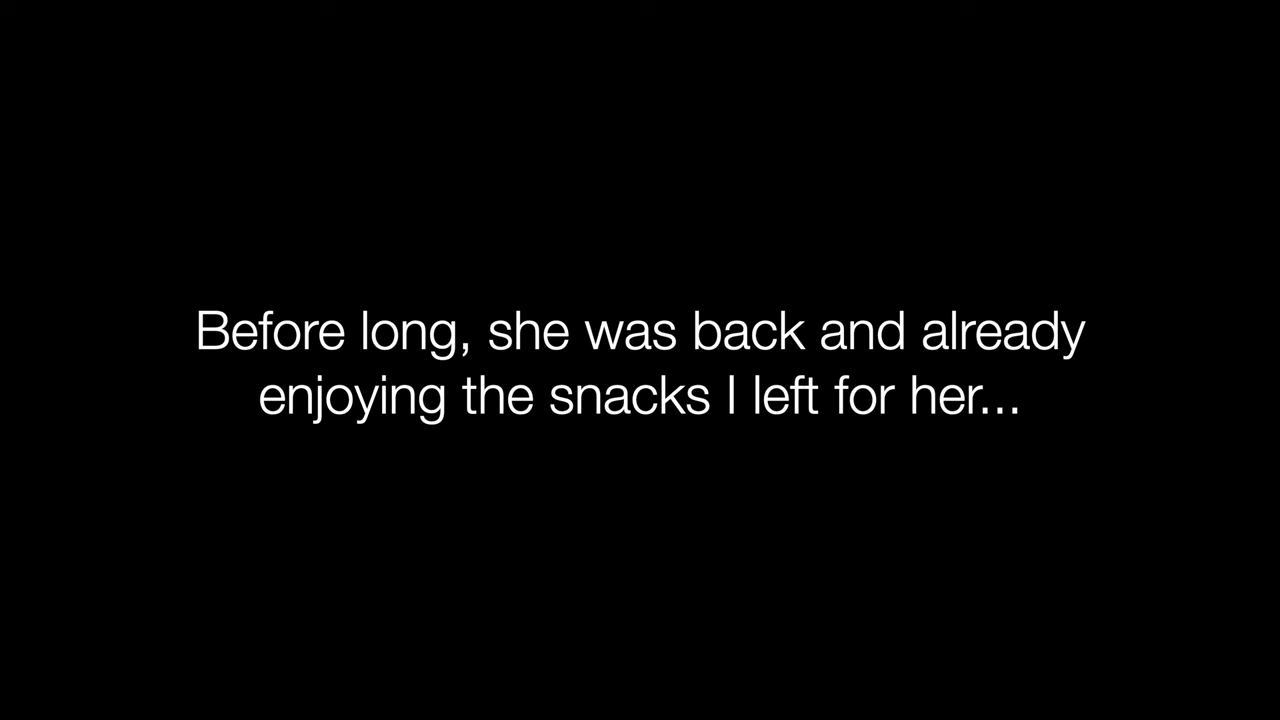 Before long, she was back and already
enjoying the snacks I left for her...